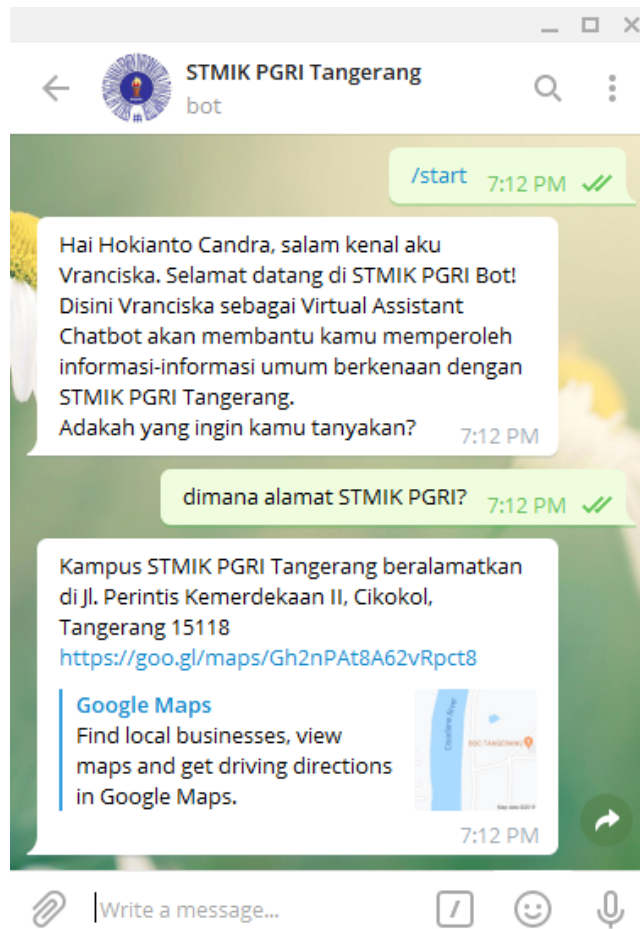 STMIK PGRI Tangerang
bot
/start
7:12 PM
Hai Hokianto Candra, salam kenal aku
Vranciska. Selamat datang di STMIK PGRI Bot!
Disini Vranciska sebagai Virtual Assistant
Chatbot akan membantu kamu memperoleh
informasi-informasi umum berkenaan dengan
STMIK PGRI Tangerang.
Adakah yang ingin kamu tanyakan?
7:12 PM
dimana alamat STMIK PGRI?
7:12 PM
Kampus STMIK PGRI Tangerang beralamatkan
di Jl. Perintis Kemerdekaan II, Cikokol,
Tangerang 15118
https://goo.gl/maps/Gh2nPAt8A62vRpct8
Google Maps
Find local businesses, view
maps and get driving directions
in Google Maps.
7:12 PM
Write a message...